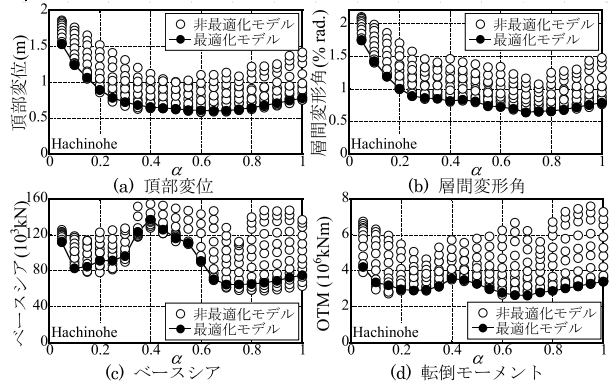 頂部変位(m)
2
1.5
1
0.5
0
非最適化モデル
最適化モデル
Hachinohe
0 0.2 0.4 0.6 0.8 1
α
(a) 頂部変位
層間変形角(% rad.)
2
1.5
1
0.5
0
非最適化モデル
最適化モデル
Hachinohe
0 0.2 0.4 0.6 0.8 1
α
(b) 層間変形角
ベースシア(10³kN)
160
120
80
40
0
非最適化モデル
最適化モデル
Hachinohe
0 0.2 0.4 0.6 0.8 1
α
(c) ベースシア
OTM (10⁶kNm)
8
6
4
2
0
非最適化モデル
最適化モデル
Hachinohe
0 0.2 0.4 0.6 0.8 1
α
(d) 転倒モーメント